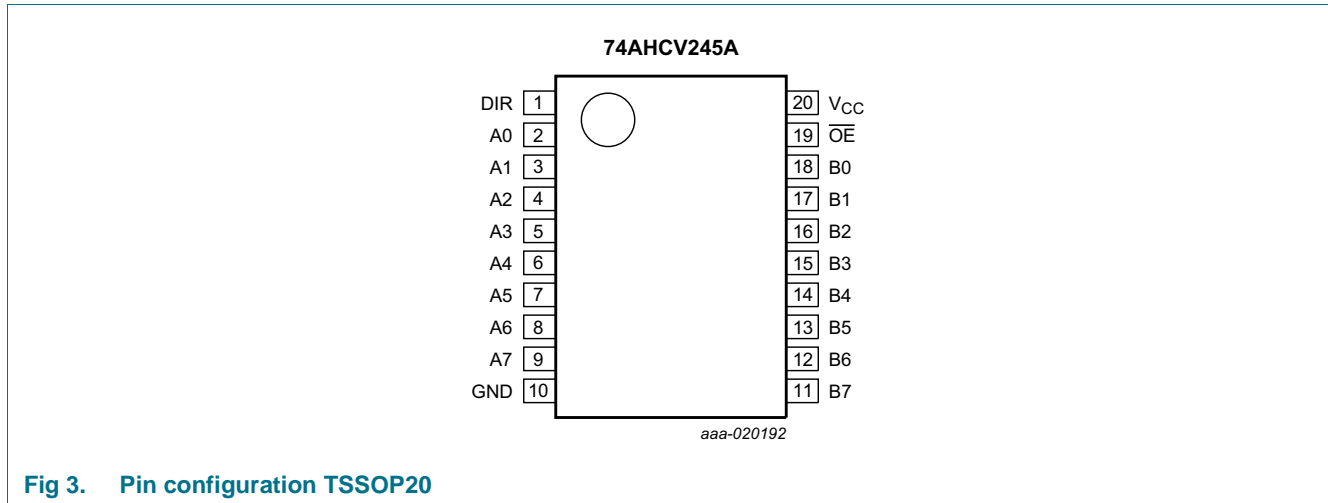 74AHCV245A
DIR 1 20 VCC
A0 2 19 O̅E̅
A1 3 18 B0
A2 4 17 B1
A3 5 16 B2
A4 6 15 B3
A5 7 14 B4
A6 8 13 B5
A7 9 12 B6
GND 10 11 B7
aaa-020192
Fig 3. Pin configuration TSSOP20